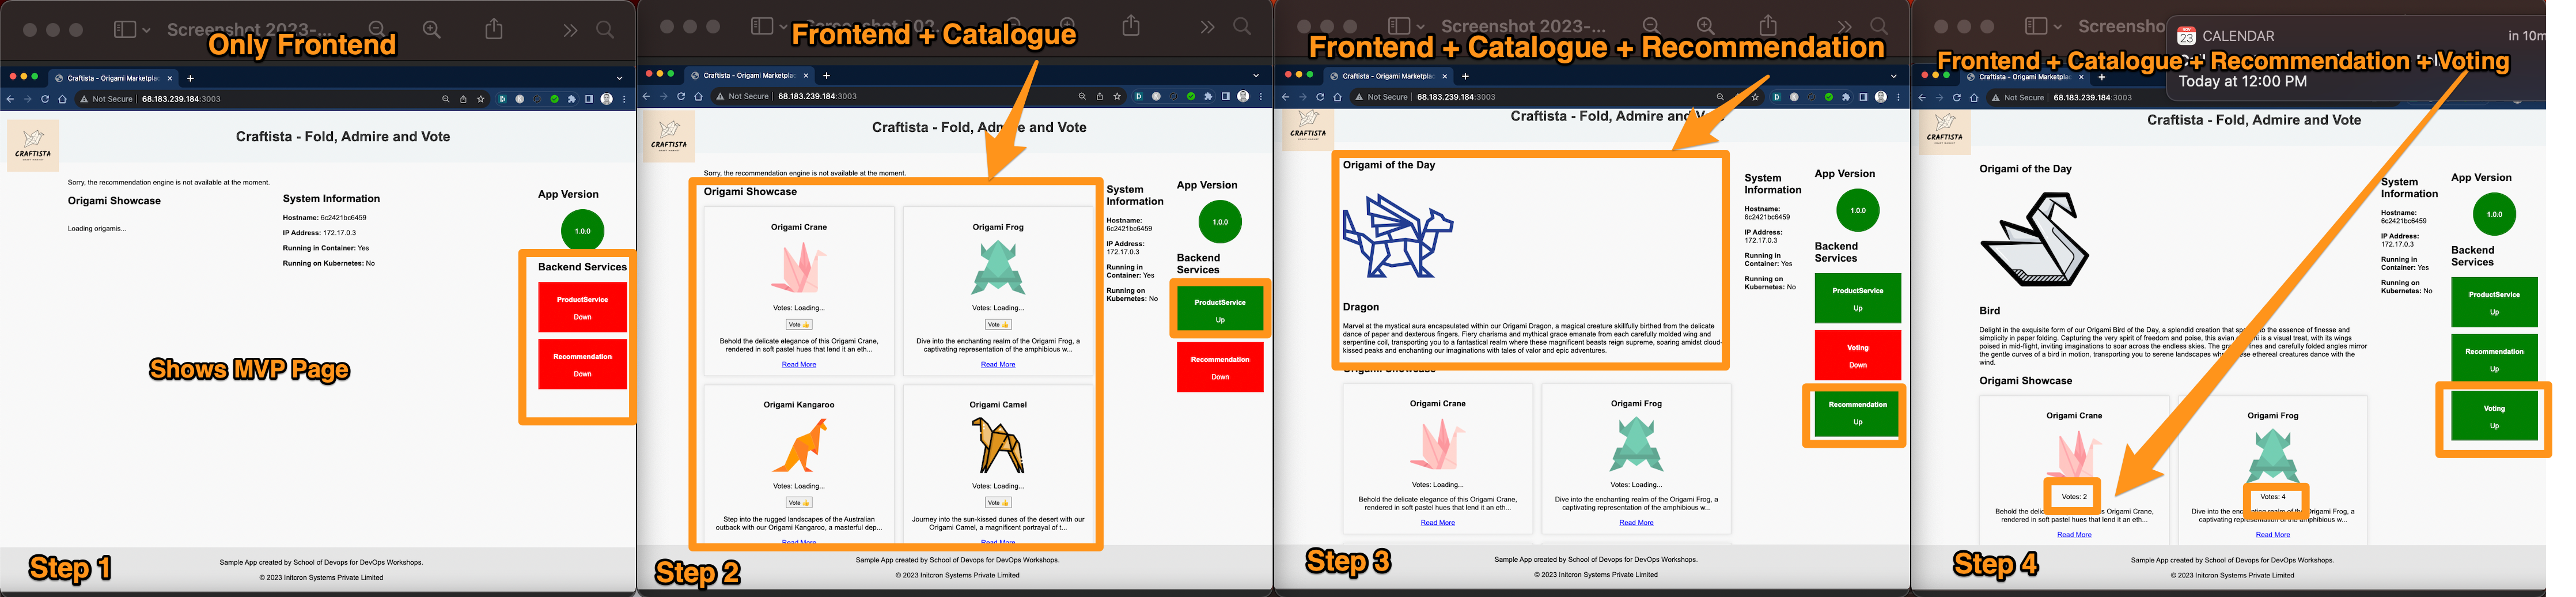 Screenshot 2023-...
Only Frontend
Craftista - Origami Marketplac
Not Secure
68.183.239.184:3003
CRAFTISTA
Craftista - Fold, Admire and Vote
Sorry, the recommendation engine is not available at the moment.
Origami Showcase
Loading origamis...
System Information
Hostname: 6c2421bc6459
IP Address: 172.17.0.3
Running in Container: Yes
Running on Kubernetes: No
App Version
1.0.0
Backend Services
ProductService
Down
Recommendation
Down
Shows MVP Page
Step 1
Sample App created by School of Devops for DevOps Workshops.
© 2023 Initcron Systems Private Limited
Frontend + Catalogue
Craftista - Origami Marketplac
Not Secure
68.183.239.184:3003
CRAFTISTA
Craftista - Fold, Admire and Vote
Sorry, the recommendation engine is not available at the moment.
Origami Showcase
Origami Crane
Votes: Loading...
Vote 👍
Behold the delicate elegance of this Origami Crane,
rendered in soft pastel hues that lend it an eth...
Read More
Origami Frog
Votes: Loading...
Vote 👍
Dive into the enchanting realm of the Origami Frog, a
captivating representation of the amphibious w...
Read More
Origami Kangaroo
Votes: Loading...
Vote 👍
Step into the rugged landscapes of the Australian
outback with our Origami Kangaroo, a masterful dep...
Read More
Origami Camel
Votes: Loading...
Vote 👍
Journey into the sun-kissed dunes of the desert with our
Origami Camel, a magnificent portrayal of t...
Read More
System
Information
Hostname:
6c2421bc6459
IP Address:
172.17.0.3
Running in
Container: Yes
Running on
Kubernetes: No
App Version
1.0.0
Backend
Services
ProductService
Up
Recommendation
Down
Step 2
Sample App created by School of Devops for DevOps Workshops.
© 2023 Initcron Systems Private Limited
Screenshot 2023-...
Frontend + Catalogue + Recommendation
Craftista - Origami Marketplac
Not Secure
68.183.239.184:3003
CRAFTISTA
Craftista - Fold, Admire and Vote
Origami of the Day
Dragon
Marvel at the mystical aura encapsulated within our Origami Dragon, a magical creature skillfully birthed from the delicate
dance of paper and dexterous fingers. Fiery charisma and mythical grace emanate from each carefully molded wing and
serpentine coil, transporting you to a fantastical realm where these magnificent beasts reign supreme, soaring amidst cloud-
kissed peaks and enchanting our imaginations with tales of valor and epic adventures.
Origami Showcase
Origami Crane
Votes: Loading...
Behold the delicate elegance of this Origami Crane,
rendered in soft pastel hues that lend it an eth...
Read More
Origami Frog
Votes: Loading...
Dive into the enchanting realm of the Origami Frog, a
captivating representation of the amphibious w...
Read More
System
Information
Hostname:
6c2421bc6459
IP Address:
172.17.0.3
Running in
Container: Yes
Running on
Kubernetes: No
App Version
1.0.0
Backend
Services
ProductService
Up
Voting
Down
Recommendation
Up
Step 3
Sample App created by School of Devops for DevOps Workshops.
© 2023 Initcron Systems Private Limited
Screenshot
CALENDAR
in 10m
Today at 12:00 PM
Frontend + Catalogue + Recommendation + Voting
Craftista - Origami Marketplac
Not Secure
68.183.239.184:3003
CRAFTISTA
Craftista - Fold, Admire and Vote
Origami of the Day
Bird
Delight in the exquisite form of our Origami Bird of the Day, a splendid creation that the essence of finesse and
simplicity in paper folding. Capturing the very spirit of freedom and poise, this avian is a visual treat, with its wings
poised in mid-flight, inviting imaginations to soar across the endless skies. The lines and carefully folded angles mirror
the gentle curves of a bird in motion, transporting you to serene landscapes ethereal creatures dance with the
wind.
Origami Showcase
Origami Crane
Votes: 2
Behold the Origami Crane,
rendered in soft pastel hues that lend it an eth...
Read More
Origami Frog
Votes: 4
Dive into the enchanting realm of the Origami Frog, a
captivating representation of the amphibious w...
Read More
System
Information
Hostname:
6c2421bc6459
IP Address:
172.17.0.3
Running in
Container: Yes
Running on
Kubernetes: No
App Version
1.0.0
Backend
Services
ProductService
Up
Recommendation
Up
Voting
Up
Step 4
Sample App created by School of Devops for DevOps Workshops.
© 2023 Initcron Systems Private Limited